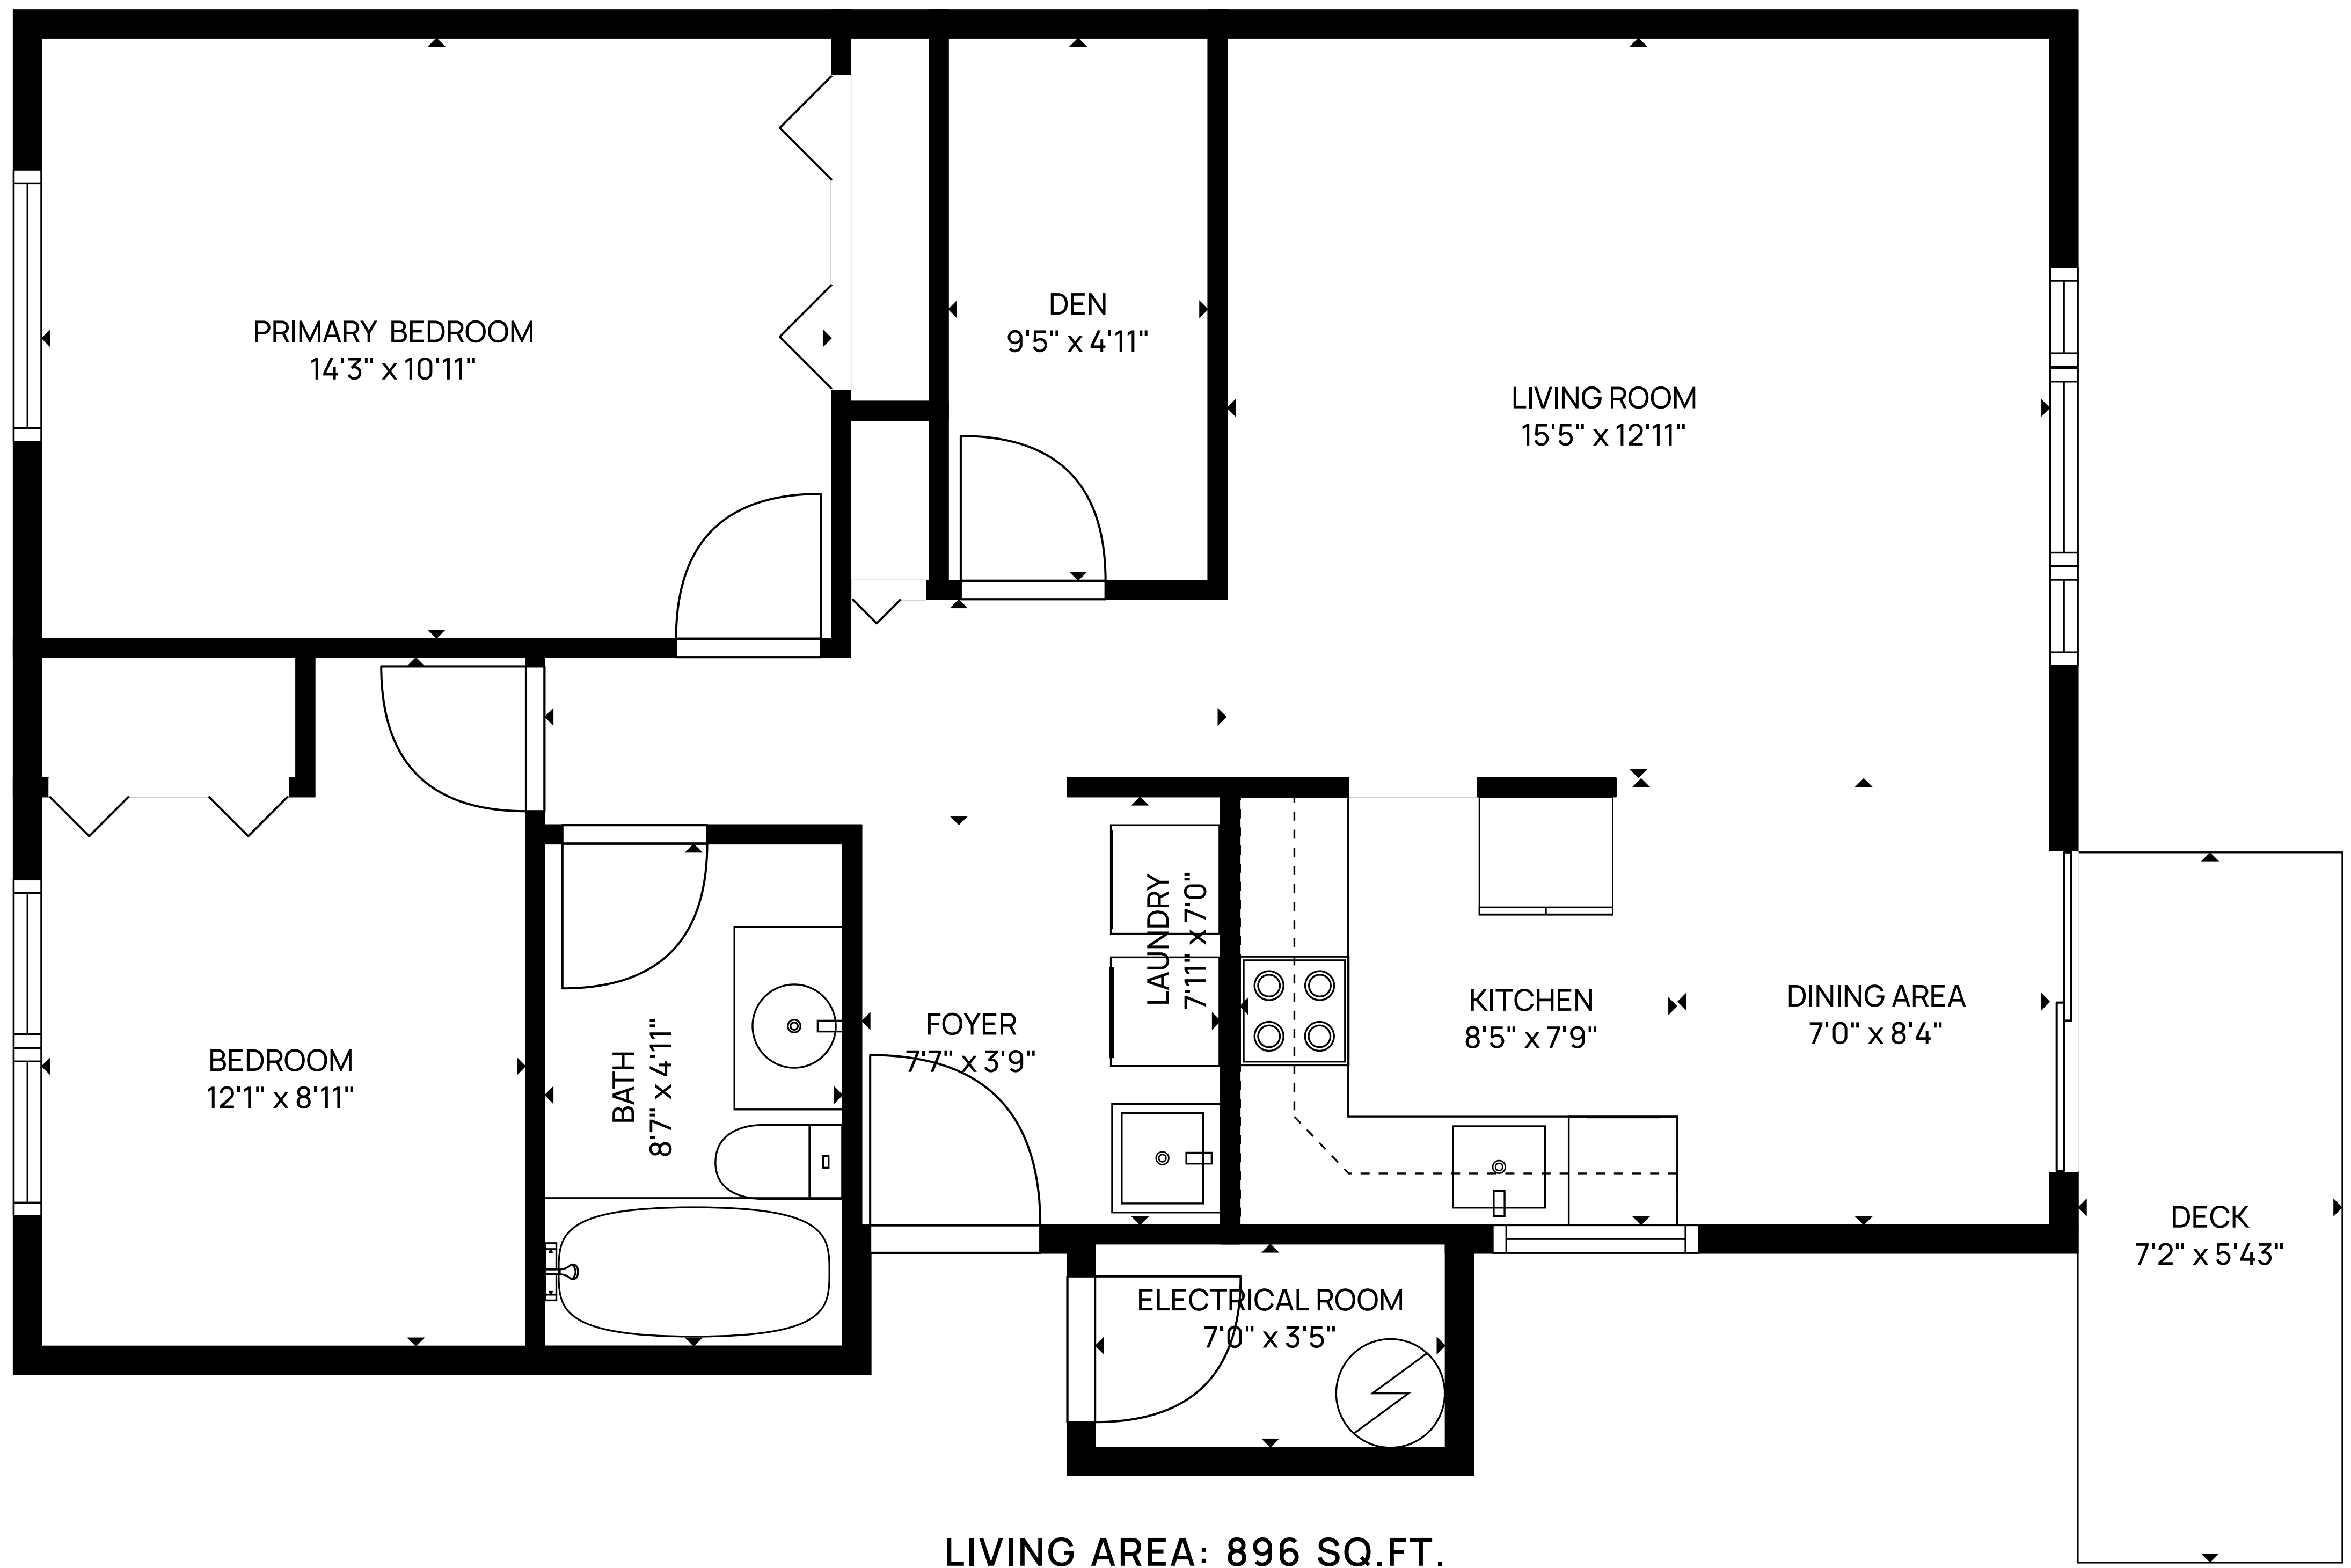 PRIMARY BEDROOM
14'3" x 10'11"
DEN
9'5" x 4'11"
LIVING ROOM
15'5" x 12'11"
LAUNDRY
7'11" x 7'0"
KITCHEN
8'5" x 7'9"
DINING AREA
7'0" x 8'4"
FOYER
7'7" x 3'9"
BEDROOM
12'1" x 8'11"
BATH
8'7" x 4'11"
DECK
7'2" x 5'43"
ELECTRICAL ROOM
7'0" x 3'5"
LIVING AREA: 896 SQ.FT.